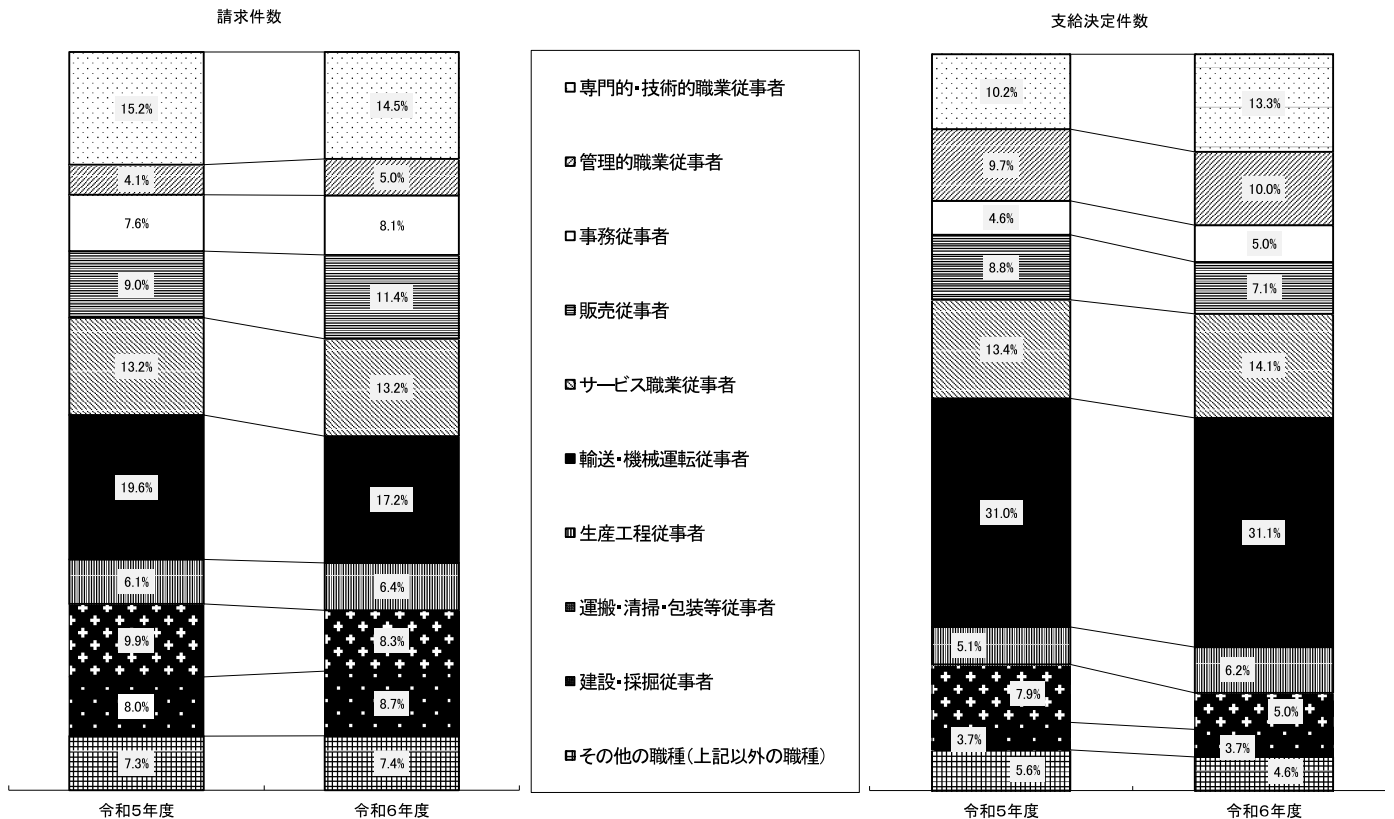 請求件数
15.2%
14.5%
4.1%
5.0%
7.6%
8.1%
9.0%
11.4%
13.2%
13.2%
19.6%
17.2%
6.1%
6.4%
9.9%
8.3%
8.0%
8.7%
7.3%
7.4%
令和5年度
令和6年度
専門的・技術的職業従事者
管理的職業従事者
事務従事者
販売従事者
サービス職業従事者
輸送・機械運転従事者
生産工程従事者
運搬・清掃・包装等従事者
建設・採掘従事者
その他の職種(上記以外の職種)
支給決定件数
10.2%
13.3%
9.7%
10.0%
4.6%
5.0%
8.8%
7.1%
13.4%
14.1%
31.0%
31.1%
5.1%
6.2%
7.9%
5.0%
3.7%
3.7%
5.6%
4.6%
令和5年度
令和6年度